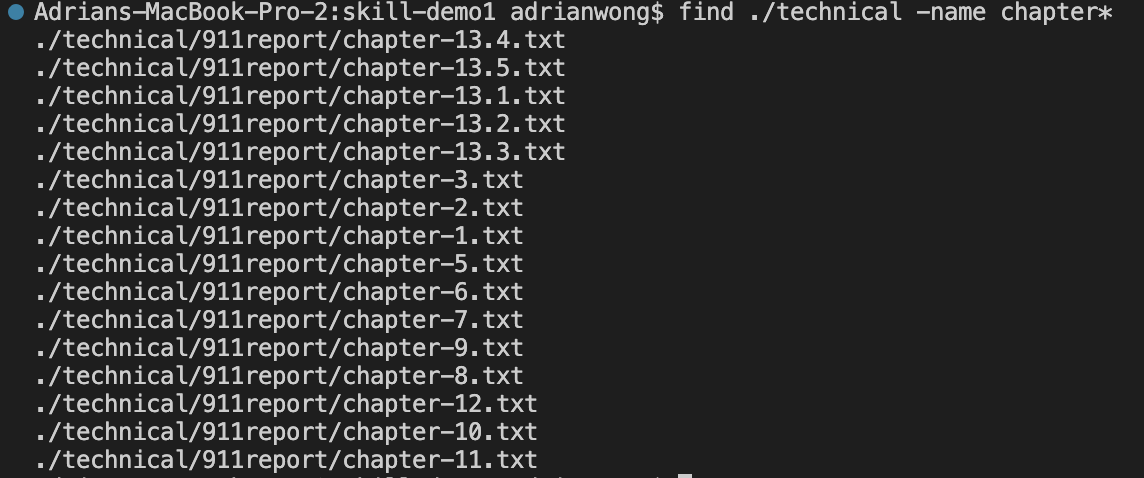 Adrians-MacBook-Pro-2:skill-demo1 adrianwong$ find ./technical -name chapter*
./technical/911report/chapter-13.4.txt
./technical/911report/chapter-13.5.txt
./technical/911report/chapter-13.1.txt
./technical/911report/chapter-13.2.txt
./technical/911report/chapter-13.3.txt
./technical/911report/chapter-3.txt
./technical/911report/chapter-2.txt
./technical/911report/chapter-1.txt
./technical/911report/chapter-5.txt
./technical/911report/chapter-6.txt
./technical/911report/chapter-7.txt
./technical/911report/chapter-9.txt
./technical/911report/chapter-8.txt
./technical/911report/chapter-12.txt
./technical/911report/chapter-10.txt
./technical/911report/chapter-11.txt